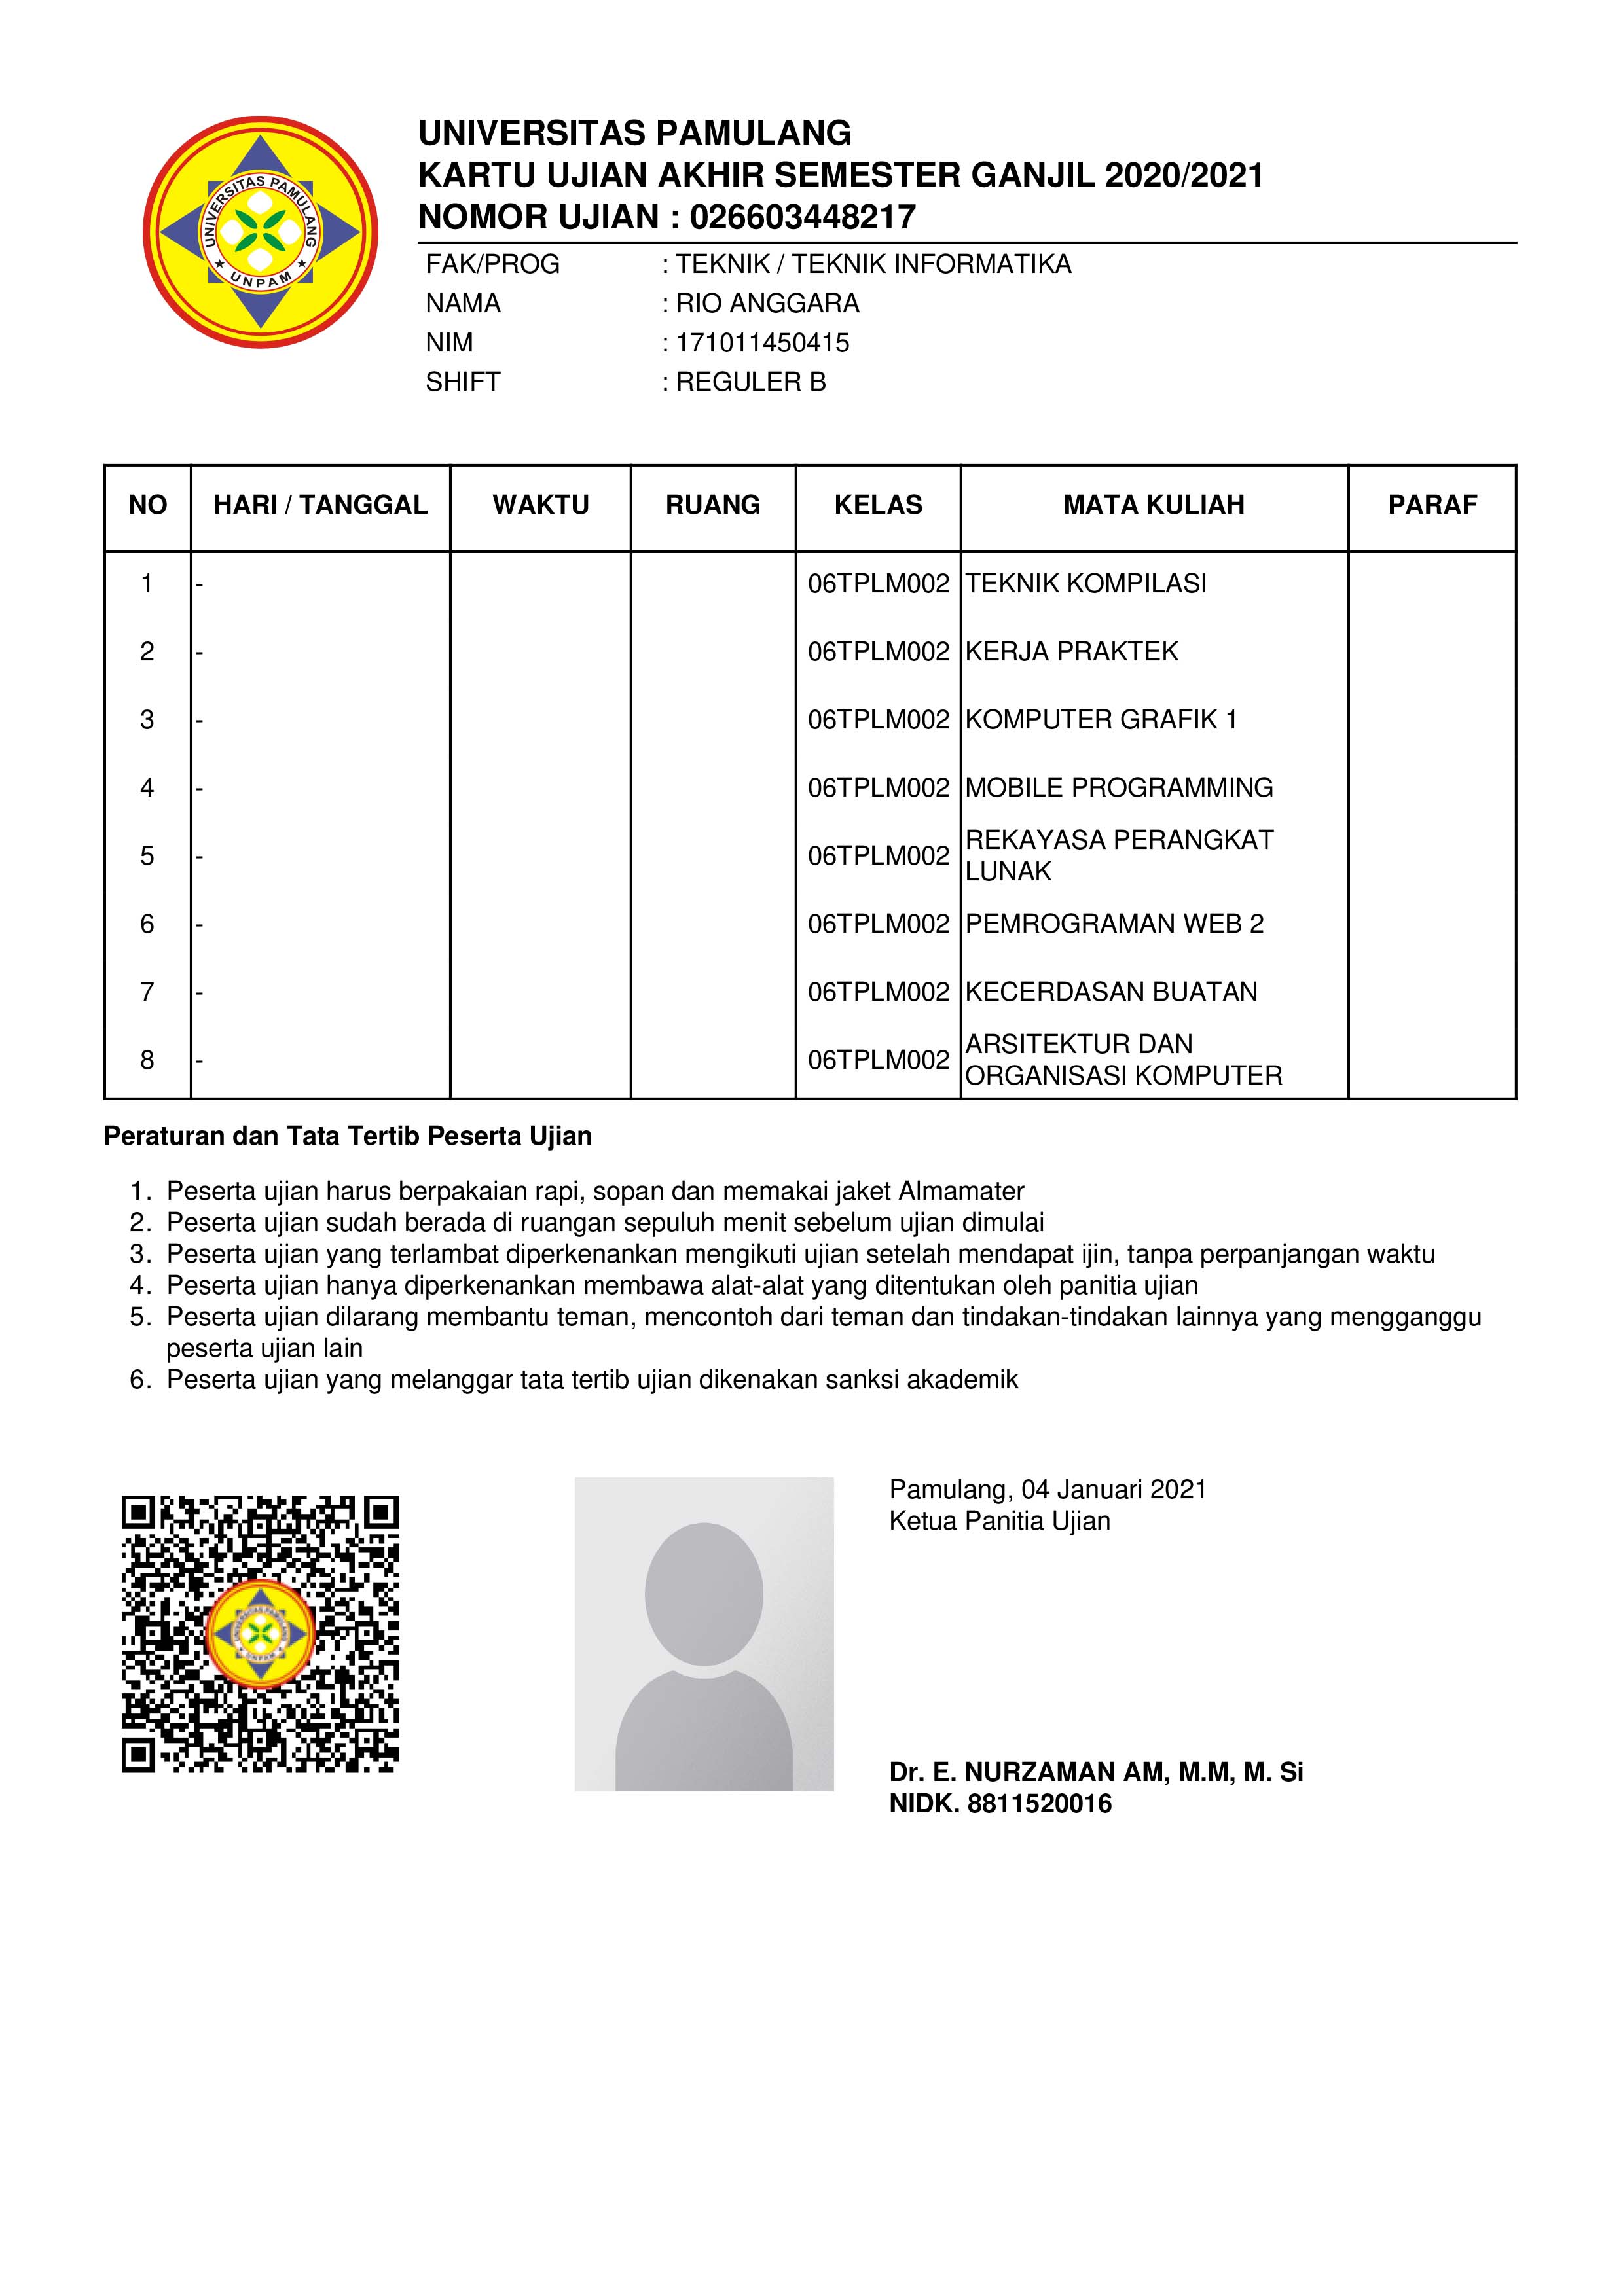 UNIVERSITAS PAMULANG
UNPAM
UNIVERSITAS PAMULANG
KARTU UJIAN AKHIR SEMESTER GANJIL 2020/2021
NOMOR UJIAN : 026603448217
FAK/PROG : TEKNIK / TEKNIK INFORMATIKA
NAMA : RIO ANGGARA
NIM : 171011450415
SHIFT : REGULER B
NO HARI / TANGGAL WAKTU RUANG KELAS MATA KULIAH PARAF
1 - 06TPLM002 TEKNIK KOMPILASI
2 - 06TPLM002 KERJA PRAKTEK
3 - 06TPLM002 KOMPUTER GRAFIK 1
4 - 06TPLM002 MOBILE PROGRAMMING
5 - 06TPLM002 REKAYASA PERANGKAT
LUNAK
6 - 06TPLM002 PEMROGRAMAN WEB 2
7 - 06TPLM002 KECERDASAN BUATAN
8 - 06TPLM002 ARSITEKTUR DAN
ORGANISASI KOMPUTER
Peraturan dan Tata Tertib Peserta Ujian
1. Peserta ujian harus berpakaian rapi, sopan dan memakai jaket Almamater
2. Peserta ujian sudah berada di ruangan sepuluh menit sebelum ujian dimulai
3. Peserta ujian yang terlambat diperkenankan mengikuti ujian setelah mendapat ijin, tanpa perpanjangan waktu
4. Peserta ujian hanya diperkenankan membawa alat-alat yang ditentukan oleh panitia ujian
5. Peserta ujian dilarang membantu teman, mencontoh dari teman dan tindakan-tindakan lainnya yang mengganggu
peserta ujian lain
6. Peserta ujian yang melanggar tata tertib ujian dikenakan sanksi akademik
UNIVERSITAS PAMULANG
UNPAM
Pamulang, 04 Januari 2021
Ketua Panitia Ujian
Dr. E. NURZAMAN AM, M.M, M. Si
NIDK. 8811520016